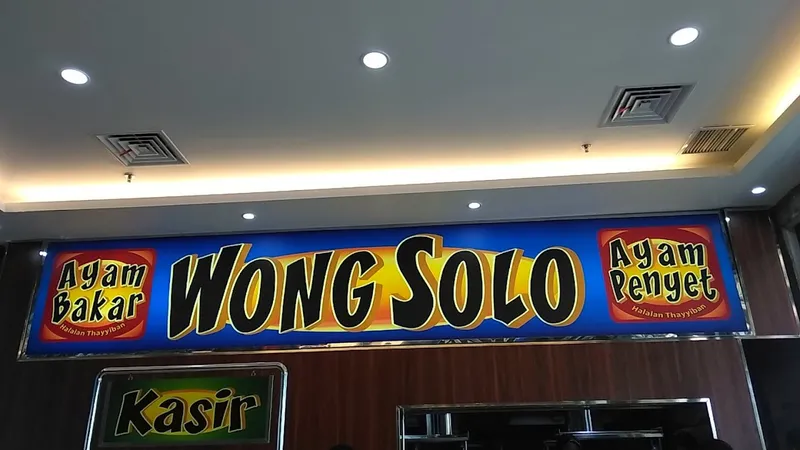 Ayam
Bakar
Halalan Thayyiban
WONG SOLO
Ayam
Penyet
Halalan Thayyiban
Kasir